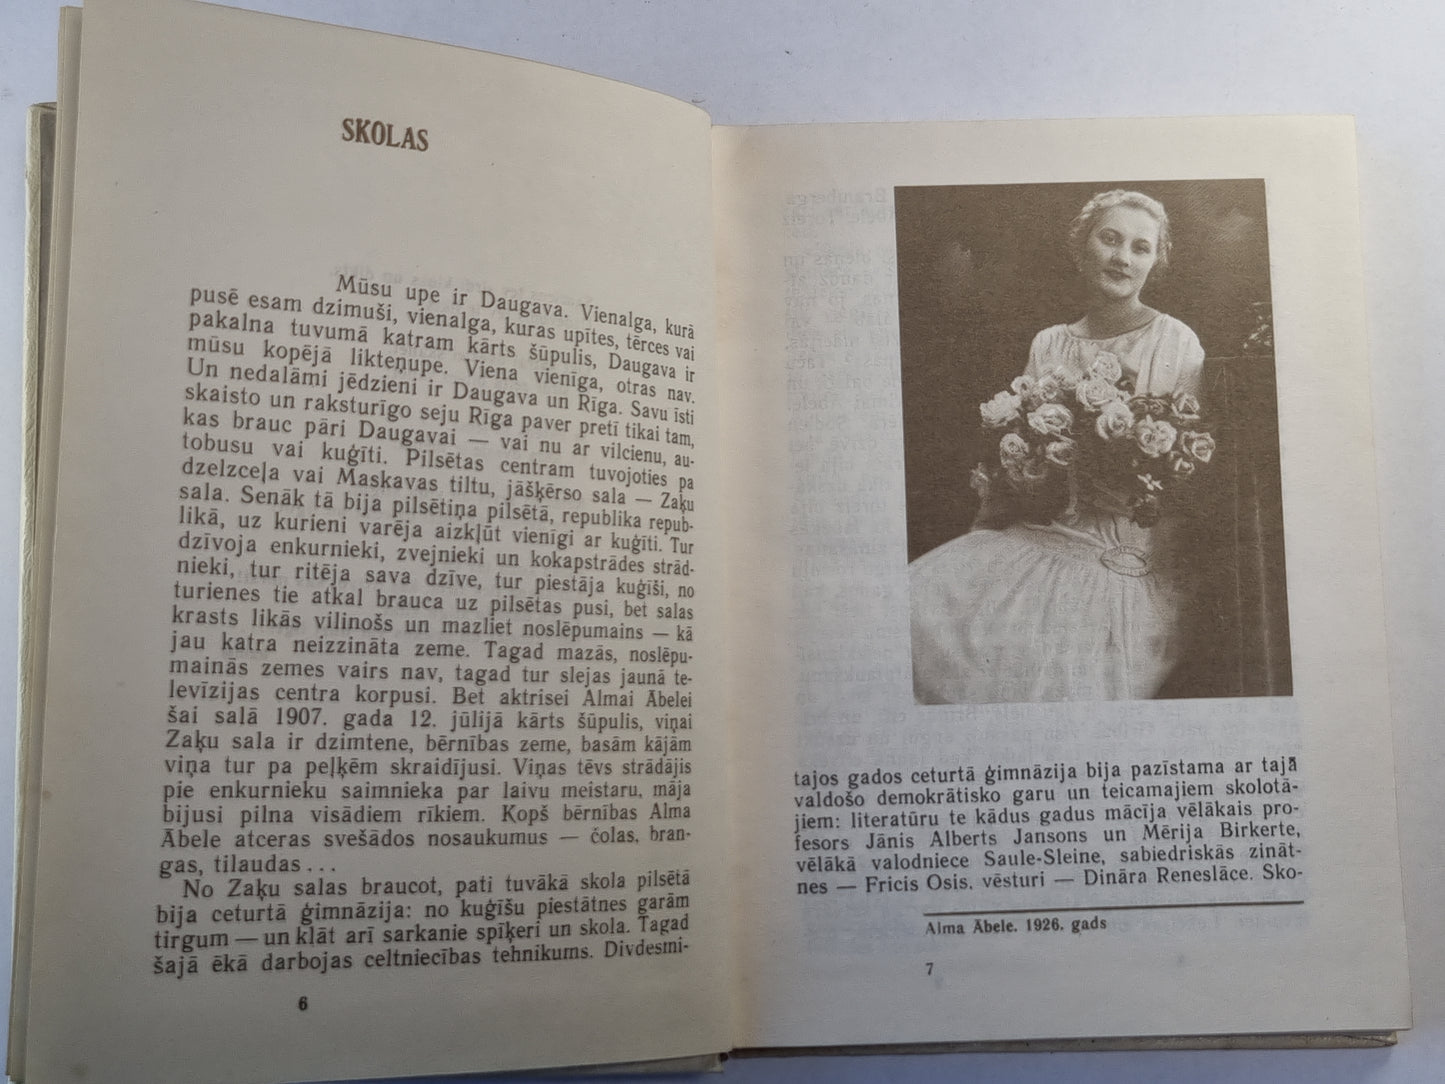 SKOLAS
Mūsu upe ir Daugava. Vienalga, kurā
pusē esam dzimuši, vienalga, kuras upītes, tērces vai
pakalna tuvumā katram kārts šūpulis, Daugava ir
mūsu kopējā likteņupe. Viena vienīga, otras nav.
Un nedalāmi jēdzieni ir Daugava un Rīga. Savu īsti
skaisto un raksturīgo seju Rīga paver pretī tikai tam,
kas brauc pāri Daugavai — vai nu ar vilcienu, au-
tobusu vai kuģīti. Pilsētas centram tuvojoties pa
dzelzceļa vai Maskavas tiltu, jāšķērso sala — Zaķu
sala. Senāk tā bija pilsētiņa pilsētā, republika repub-
likā, uz kurieni varēja aizkļūt vienīgi ar kuģīti. Tur
dzīvoja enkurnieki, zvejnieki un kokapstrādes strād-
nieki, tur ritēja sava dzīve, tur piestāja kuģīši, no
turienes tie atkal brauca uz pilsētas pusi, bet salas
krasts likās vilinošs un mazliet noslēpumains — kā
jau katra neizzināta zeme. Tagad mazās, noslēpu-
mainās zemes vairs nav, tagad tur slejas jaunā te-
levīzijas centra korpusi. Bet aktrisei Almai Ābelei
šai salā 1907. gada 12. jūlijā kārts šūpulis, viņai
Zaķu sala ir dzimtene, bērnības zeme, basām kājām
viņa tur pa peļķēm skraidījusi. Viņas tēvs strādājis
pie enkurnieku saimnieka par laivu meistaru, māja
bijusi pilna visādiem rīkiem. Kopš bērnības Alma
Ābele atceras svešādos nosaukumus — čolas, bran-
gas, tilaudas...
No Zaķu salas braucot, pati tuvākā skola pilsētā
bija ceturtā ģimnāzija: no kuģīšu piestātnes garām
tirgum — un klāt arī sarkanie spīķeri un skola. Tagad
šajā ēkā darbojas celtniecības tehnikums. Divdesmi-
6
tajos gados ceturtā ģimnāzija bija pazīstama ar tajā
valdošo demokrātisko garu un teicamajiem skolotā-
jiem: literatūru te kādus gadus mācīja vēlākais pro-
fesors Jānis Alberts Jansons un Mērija Birkerte,
vēlākā valodniece Saule-Sleine, sabiedriskās zināt-
nes — Fricis Osis, vēsturi — Dināra Reneslāce. Sko-
Alma Ābele. 1926. gads
7